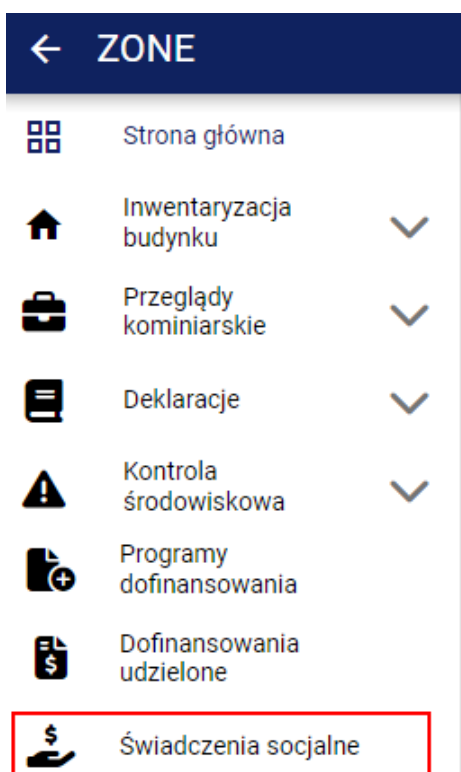 ZONE
Strona główna
Inwentaryzacja
budynku
Przeglądy
kominiarskie
Deklaracje
Kontrola
środowiskowa
Programy
dofinansowania
Dofinansowania
udzielone
Świadczenia socjalne